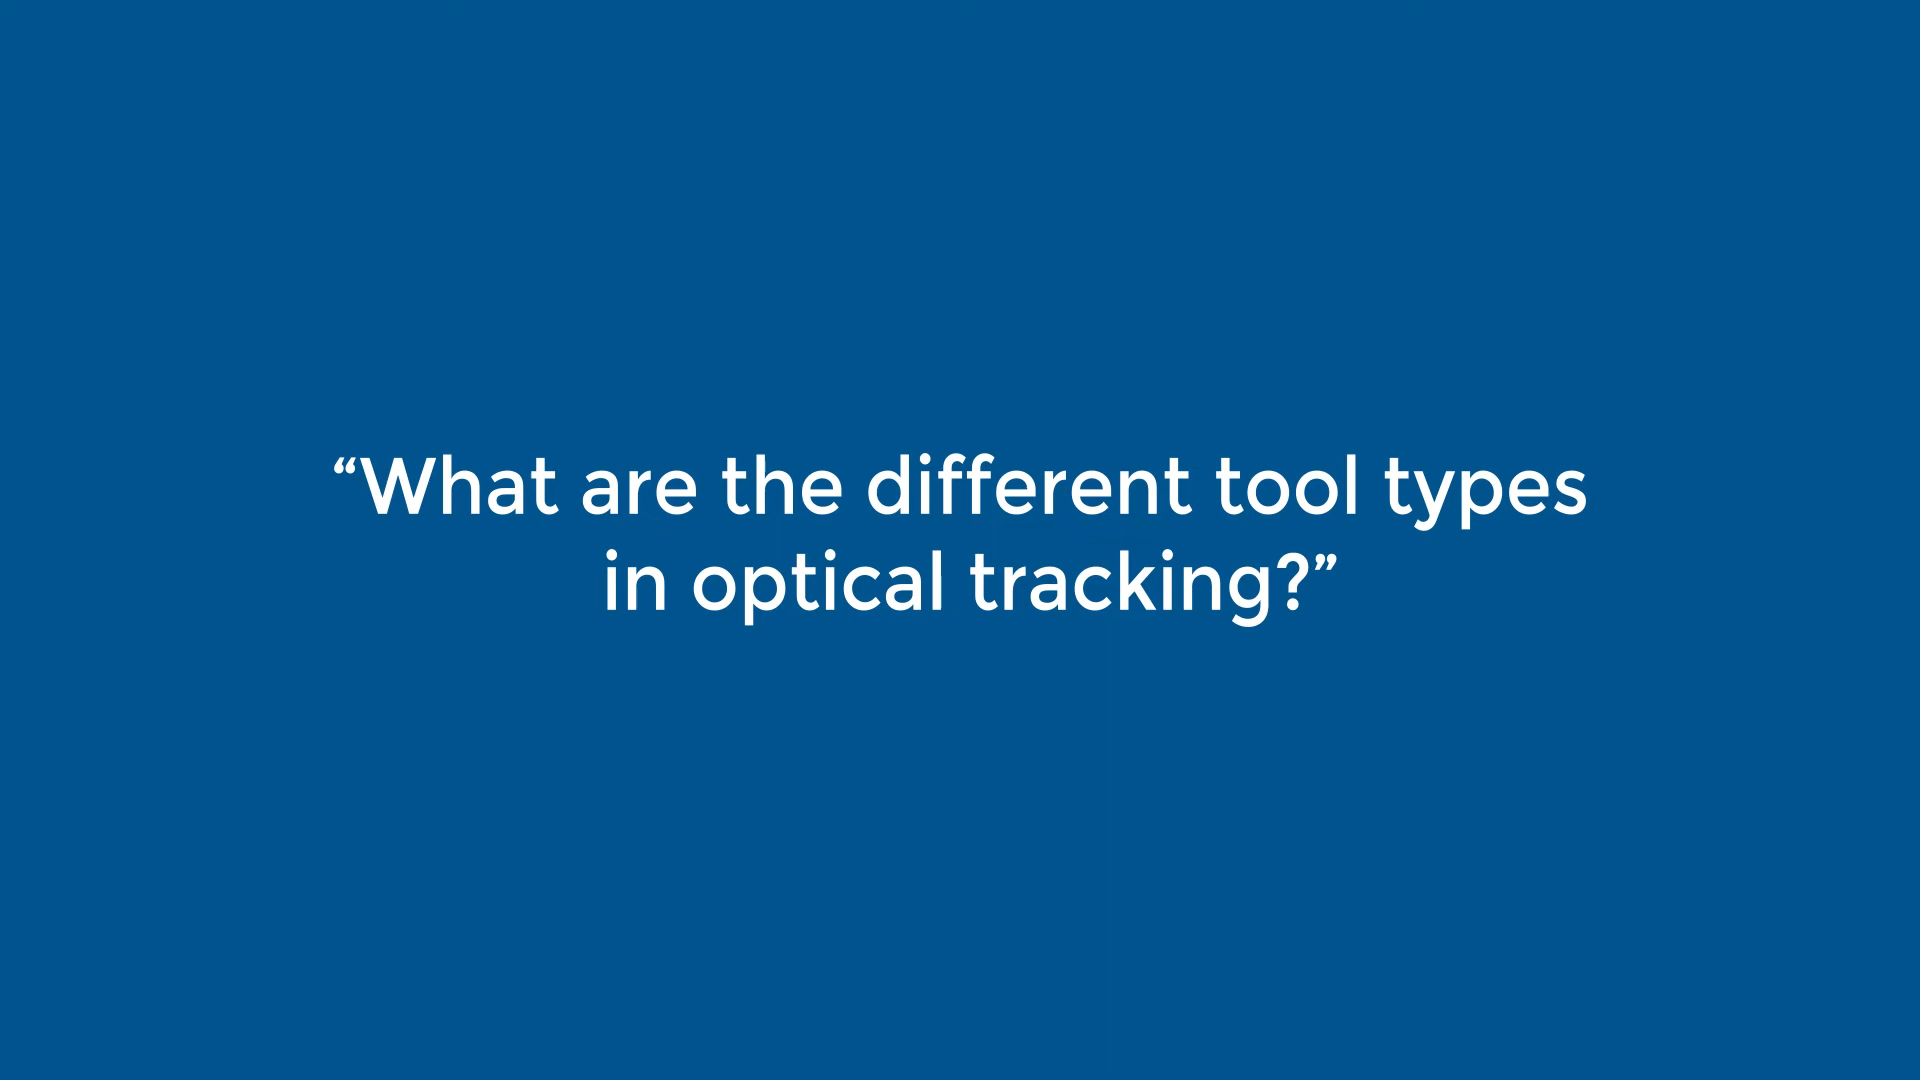 “What are the different tool types
in optical tracking?”